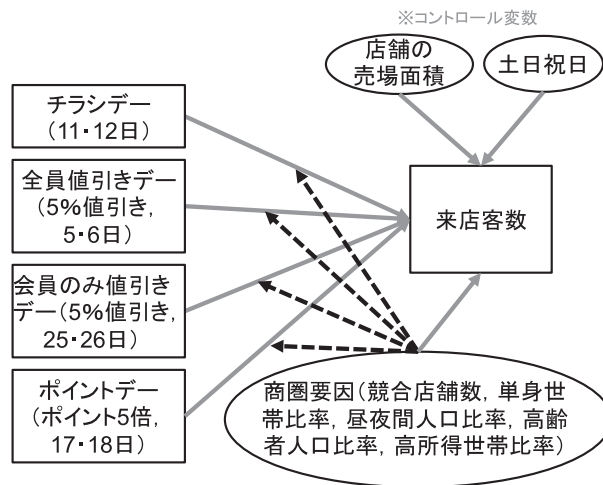 ※コントロール変数
店舗の
売場面積
土日祝日
チラシデー
(11・12日)
全員値引きデー
(5%値引き,
5・6日)
会員のみ値引き
デー(5%値引き,
25・26日)
ポイントデー
(ポイント5倍,
17・18日)
来店客数
商圏要因(競合店舗数, 単身世
帯比率, 昼夜間人口比率, 高齢
者人口比率, 高所得世帯比率)